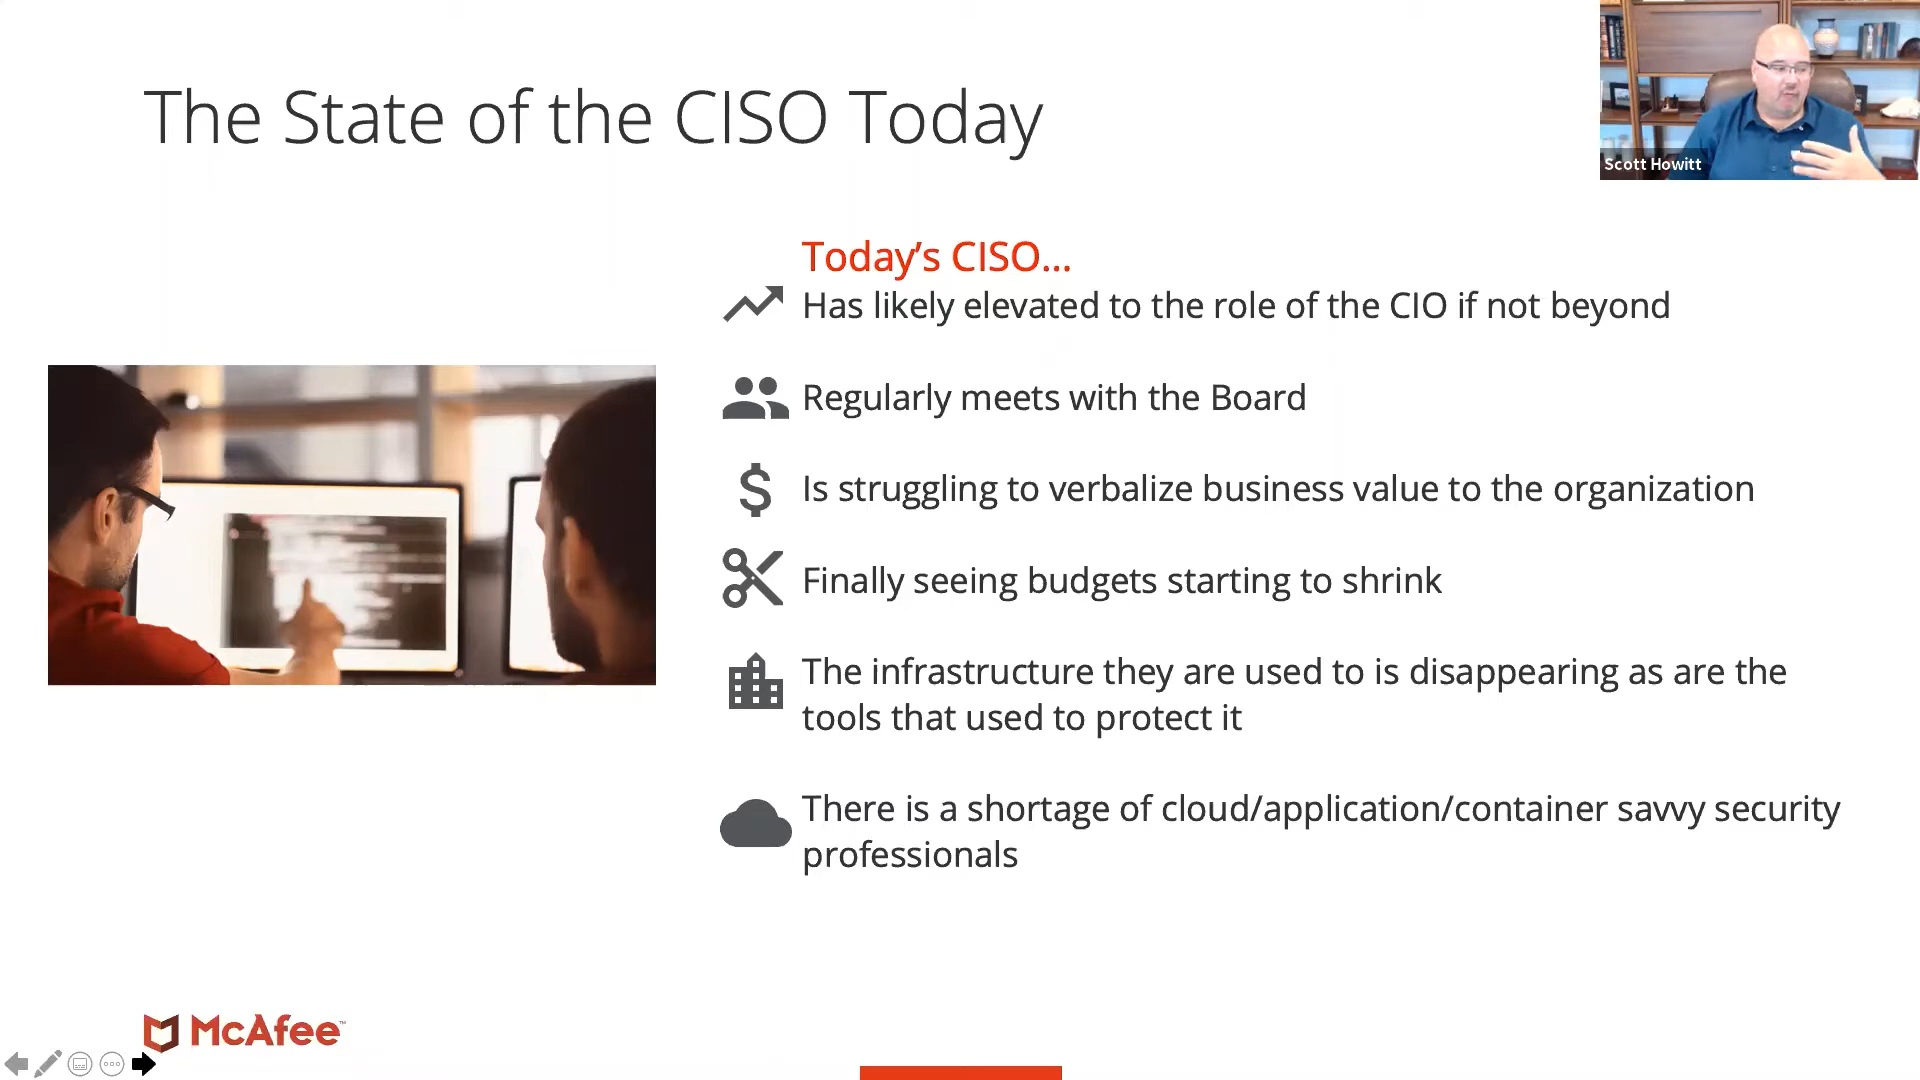 The State of the CISO Today
Scott Howitt
Today's CISO...
Has likely elevated to the role of the CIO if not beyond
Regularly meets with the Board
$
Is struggling to verbalize business value to the organization
Finally seeing budgets starting to shrink
The infrastructure they are used to is disappearing as are the
tools that used to protect it
There is a shortage of cloud/application/container savvy security
professionals
McAfee™